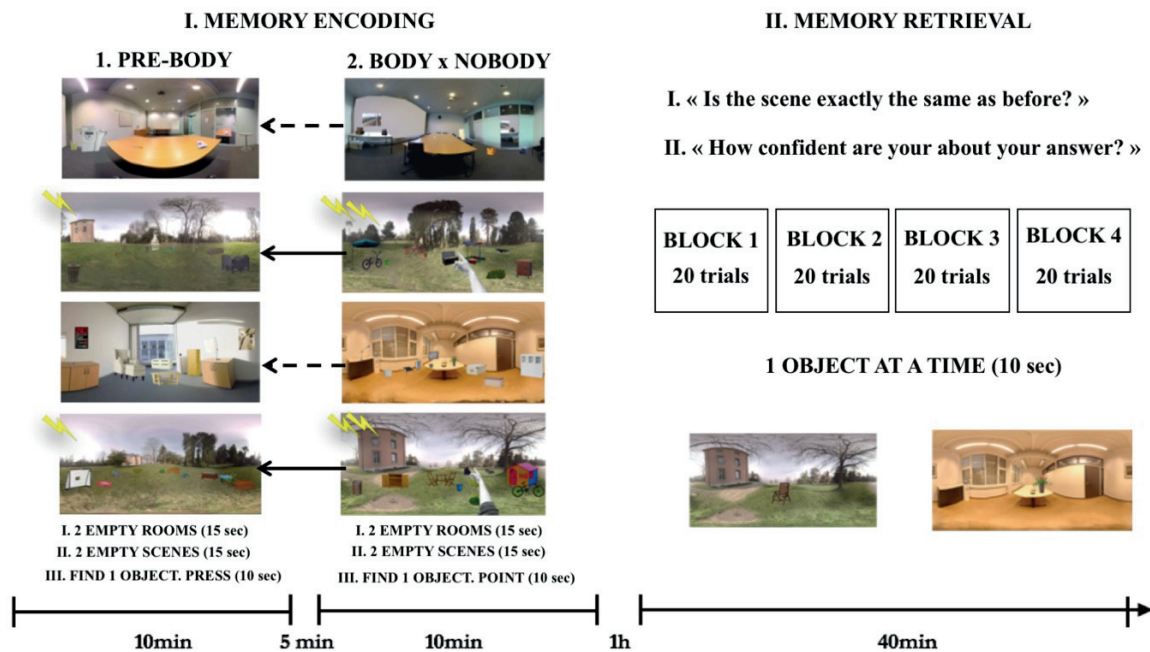 I. MEMORY ENCODING
1. PRE-BODY
2. BODY x NOBODY
I. 2 EMPTY ROOMS (15 sec)
II. 2 EMPTY SCENES (15 sec)
III. FIND 1 OBJECT. PRESS (10 sec)
I. 2 EMPTY ROOMS (15 sec)
II. 2 EMPTY SCENES (15 sec)
III. FIND 1 OBJECT. POINT (10 sec)
II. MEMORY RETRIEVAL
I. « Is the scene exactly the same as before? »
II. « How confident are your about your answer? »
BLOCK 1
20 trials
BLOCK 2
20 trials
BLOCK 3
20 trials
BLOCK 4
20 trials
1 OBJECT AT A TIME (10 sec)
10min
5 min
10min
1h
40min